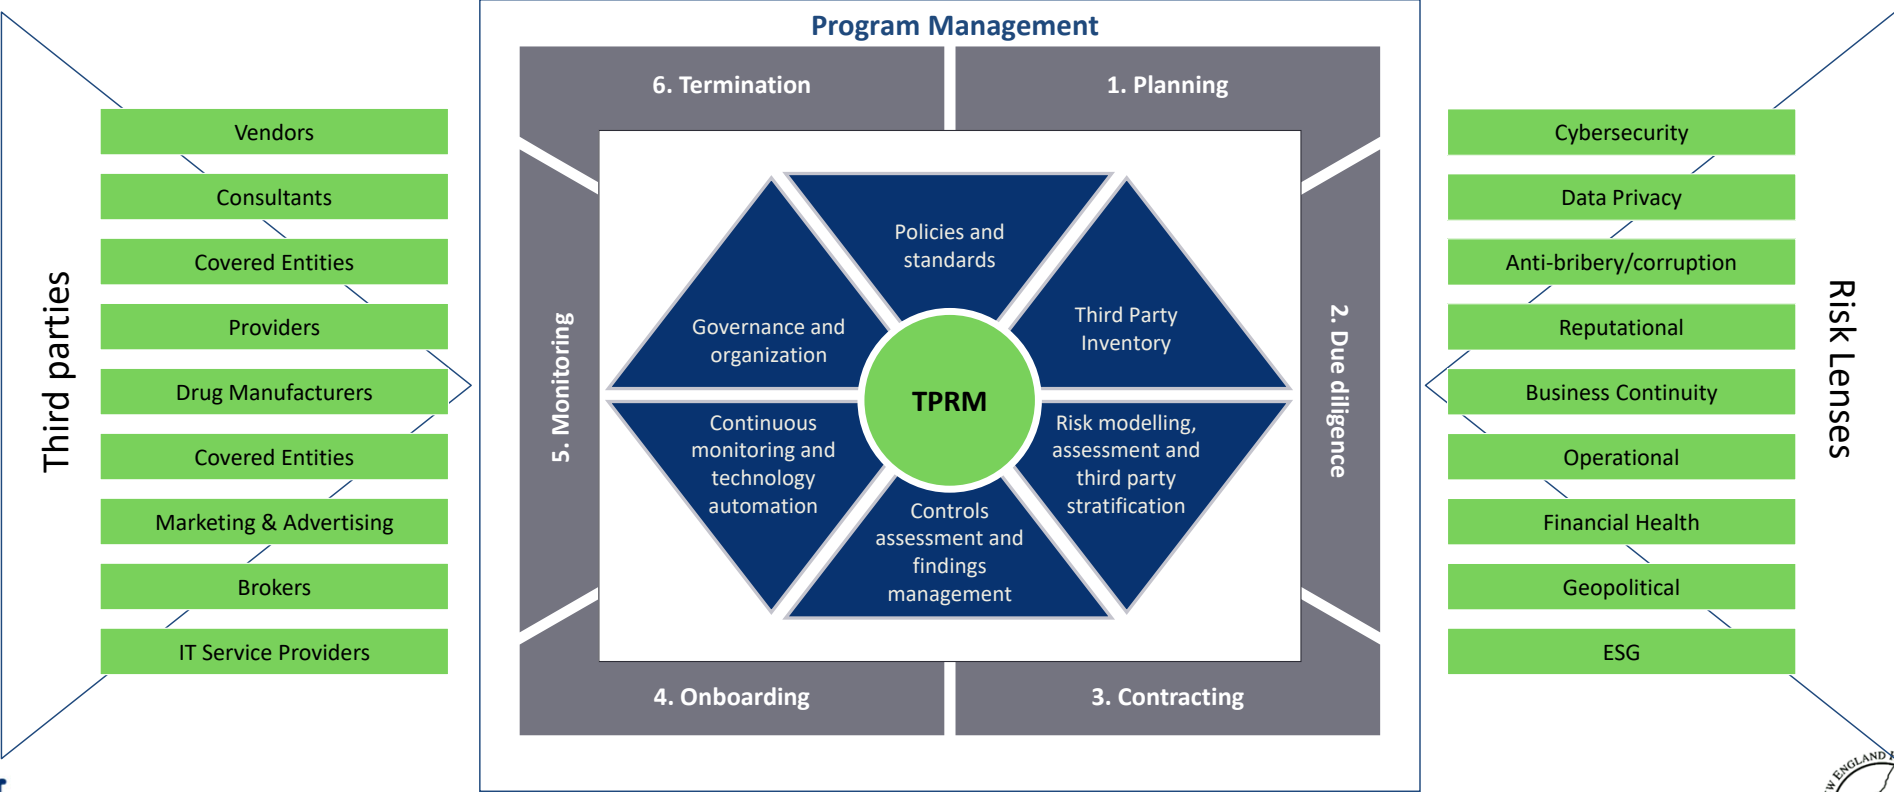 Program Management
6. Termination
1. Planning
Third parties
Vendors
Consultants
Covered Entities
Providers
Drug Manufacturers
Covered Entities
Marketing & Advertising
Brokers
IT Service Providers
5. Monitoring
Policies and
standards
Governance and
organization
Third Party
Inventory
TPRM
Continuous
monitoring and
technology
automation
Risk modelling,
assessment and
third party
stratification
Controls
assessment and
findings
management
2. Due diligence
4. Onboarding
3. Contracting
Cybersecurity
Data Privacy
Anti-bribery/corruption
Reputational
Business Continuity
Operational
Financial Health
Geopolitical
ESG
Risk Lenses
ENGLAND